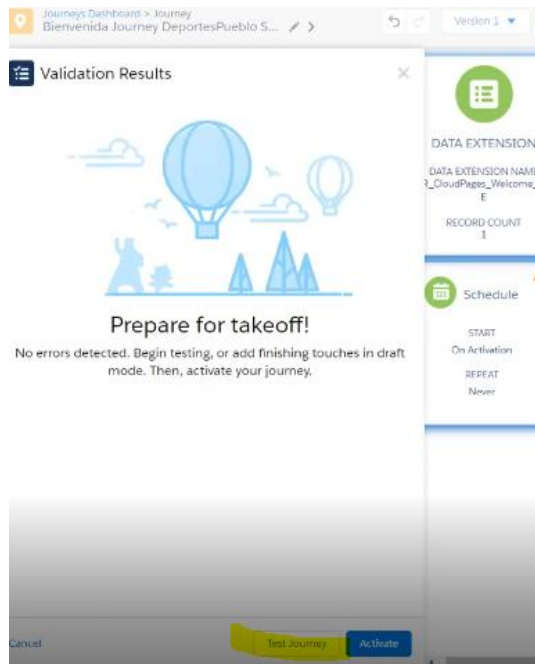 Journeys Dashboard > Journey
Bienvenida Journey DeportesPueblo S...
Version 1
Validation Results
Prepare for takeoff!
No errors detected. Begin testing, or add finishing touches in draft
mode. Then, activate your journey.
Cancel
Test Journey
Activate
DATA EXTENSION
DATA EXTENSION NAME
R_CloudPages_Welcome_
E
RECORD COUNT
1
Schedule
START
On Activation
REPEAT
Never